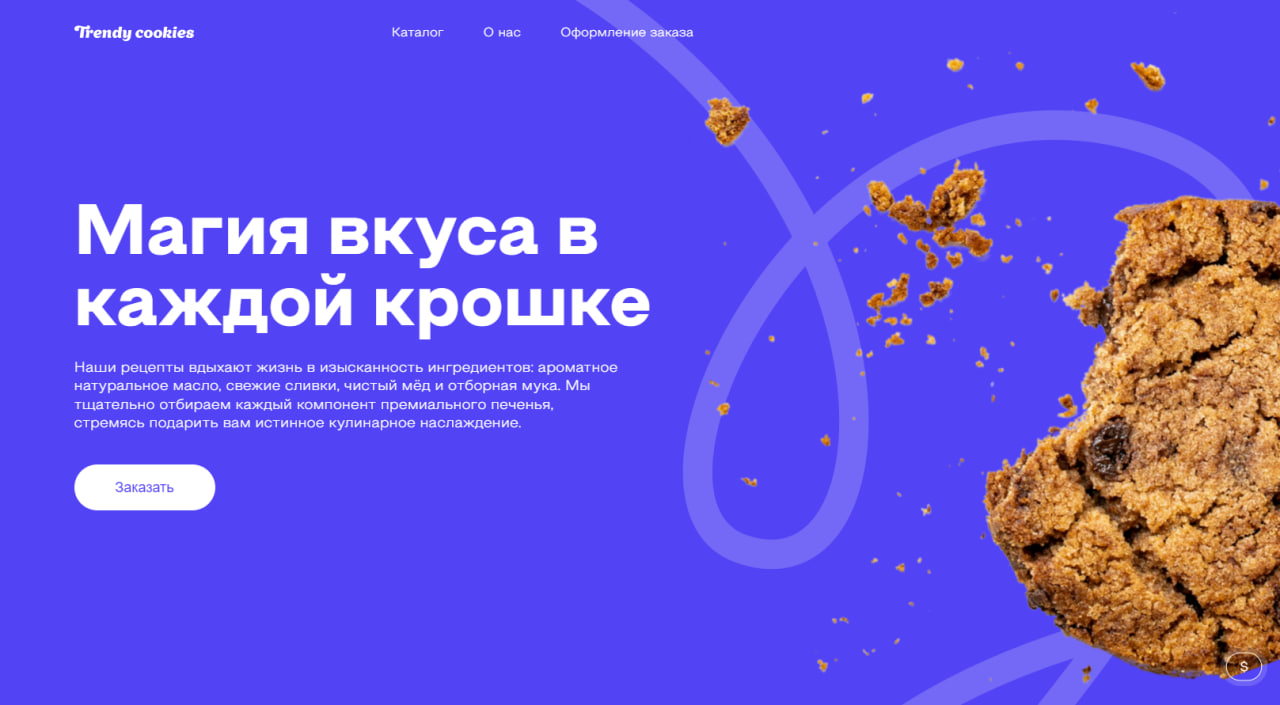 Trendy cookies
Каталог
О нас
Оформление заказа
Магия вкуса в
каждой крошке
Наши рецепты вдыхают жизнь в изысканность ингредиентов: ароматное
натуральное масло, свежие сливки, чистый мёд и отборная мука. Мы
тщательно отбираем каждый компонент премиального печенья,
стремясь подарить вам истинное кулинарное наслаждение.
Заказать
$